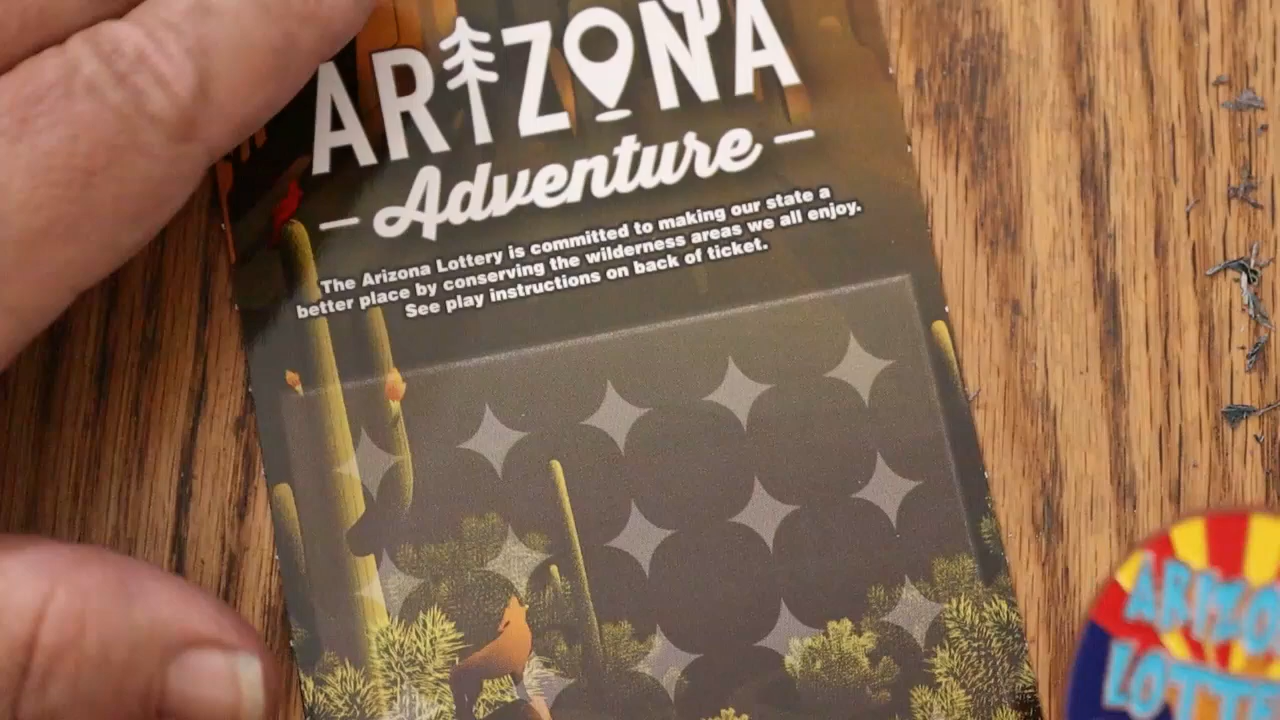 ARIZONA
Adventure
The Arizona Lottery is committed to making our state a
better place by conserving the wilderness areas we all enjoy.
See play instructions on back of ticket.